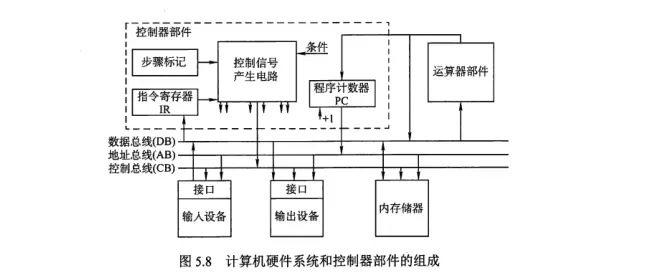 控制器部件
步骤标记
控制信号
产生电路
条件
指令寄存器
IR
程序计数器
PC
+1
运算器部件
数据总线(DB)
地址总线(AB)
控制总线(CB)
接口
输入设备
接口
输出设备
内存储器
图 5.8 计算机硬件系统和控制器部件的组成